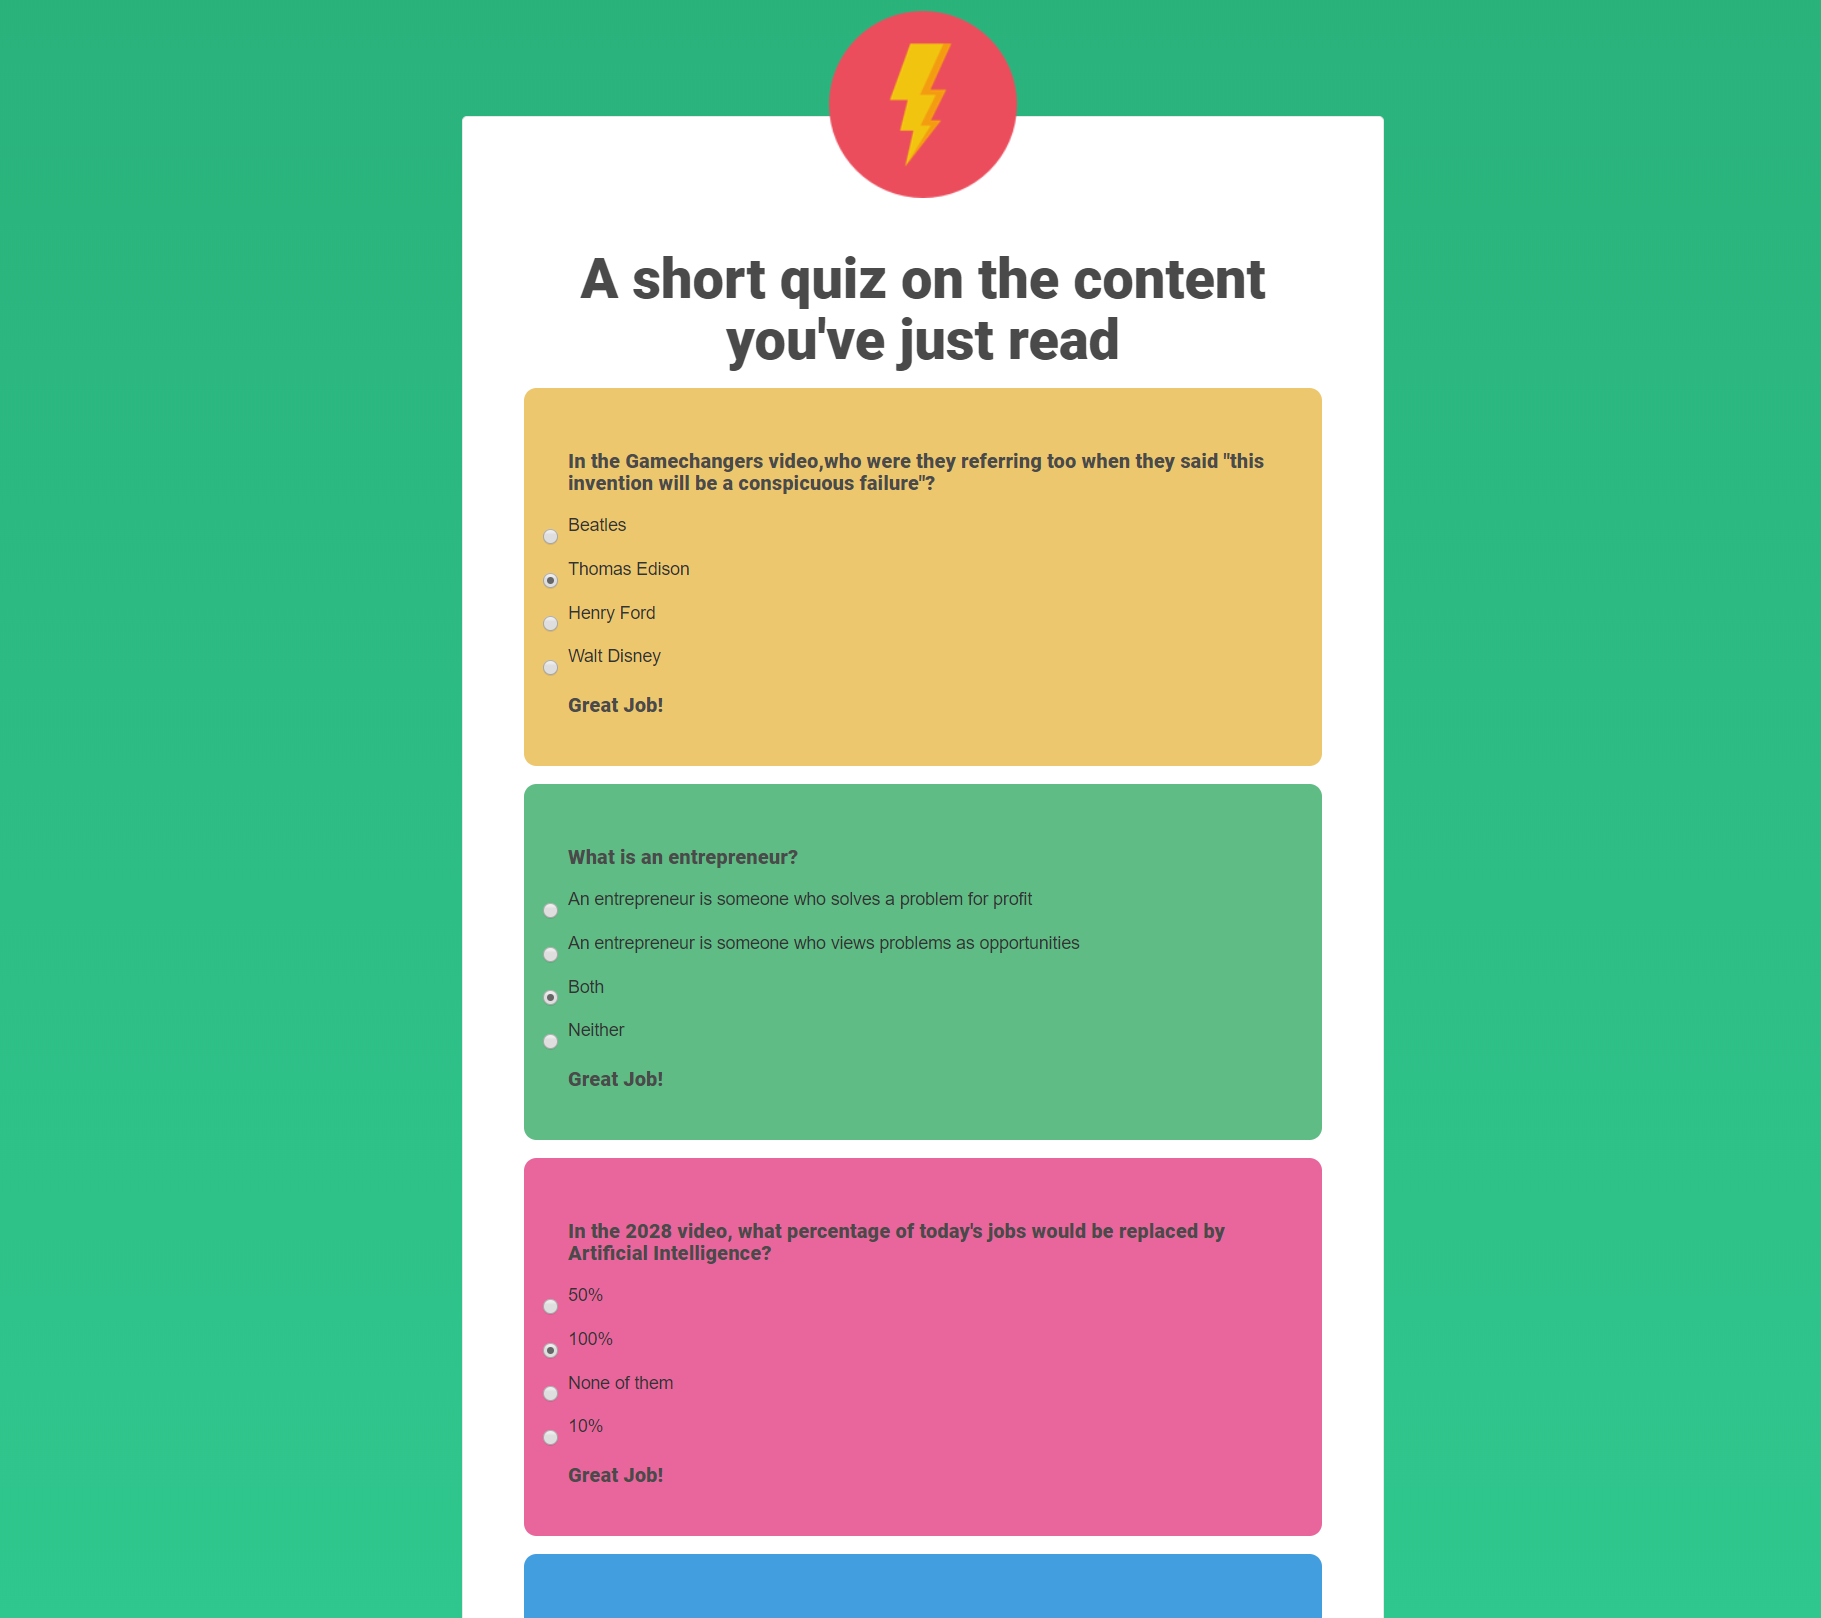 A short quiz on the content
you've just read
In the Gamechangers video,who were they referring too when they said "this
invention will be a conspicuous failure"?
Beatles
Thomas Edison
Henry Ford
Walt Disney
Great Job!
What is an entrepreneur?
An entrepreneur is someone who solves a problem for profit
An entrepreneur is someone who views problems as opportunities
Both
Neither
Great Job!
In the 2028 video, what percentage of today's jobs would be replaced by
Artificial Intelligence?
50%
100%
None of them
10%
Great Job!